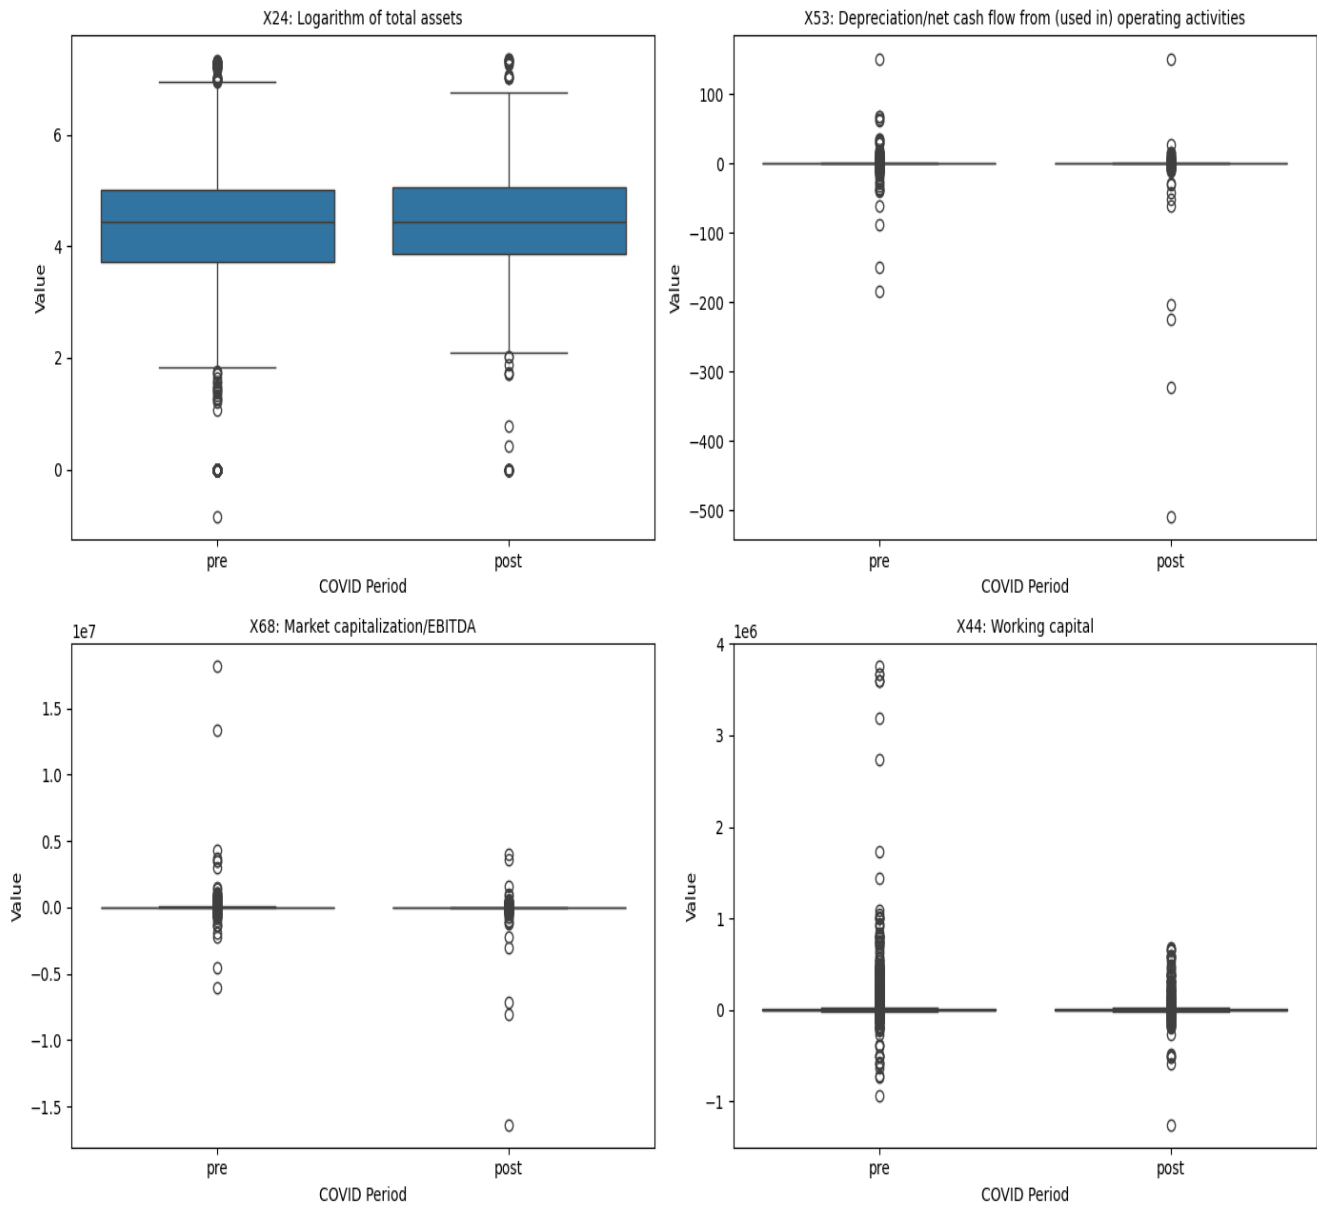 X24: Logarithm of total assets
6
4
2
0
Value
pre
post
COVID Period
X53: Depreciation/net cash flow from (used in) operating activities
100
0
−100
−200
−300
−400
−500
Value
pre
post
COVID Period
X68: Market capitalization/EBITDA
1e7
1.5
1.0
0.5
0.0
−0.5
−1.0
−1.5
Value
pre
post
COVID Period
X44: Working capital
1e6
4
3
2
1
0
−1
Value
pre
post
COVID Period